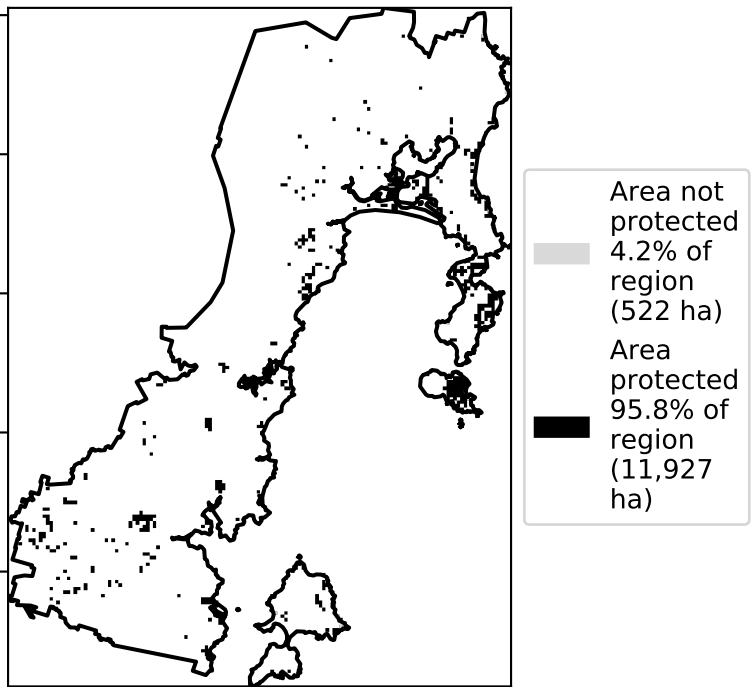 Area not
protected
4.2% of
region
(522 ha)
Area
protected
95.8% of
region
(11,927
ha)